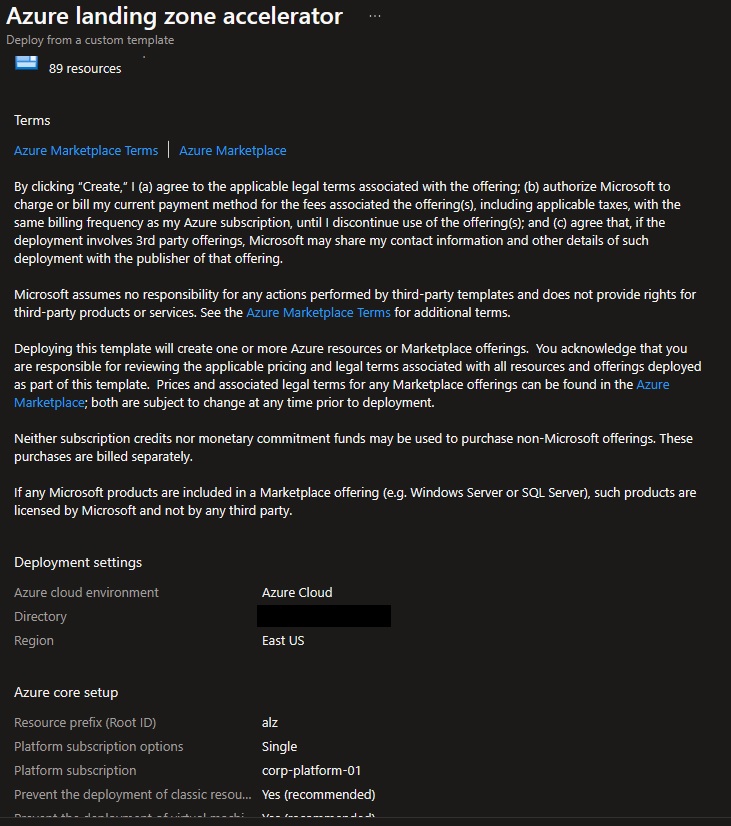 Azure landing zone accelerator ...
Deploy from a custom template
89 resources
Terms
Azure Marketplace Terms | Azure Marketplace
By clicking "Create," I (a) agree to the applicable legal terms associated with the offering; (b) authorize Microsoft to
charge or bill my current payment method for the fees associated the offering(s), including applicable taxes, with the
same billing frequency as my Azure subscription, until I discontinue use of the offering(s); and (c) agree that, if the
deployment involves 3rd party offerings, Microsoft may share my contact information and other details of such
deployment with the publisher of that offering.
Microsoft assumes no responsibility for any actions performed by third-party templates and does not provide rights for
third-party products or services. See the Azure Marketplace Terms for additional terms.
Deploying this template will create one or more Azure resources or Marketplace offerings.  You acknowledge that you
are responsible for reviewing the applicable pricing and legal terms associated with all resources and offerings deployed
as part of this template.  Prices and associated legal terms for any Marketplace offerings can be found in the Azure
Marketplace; both are subject to change at any time prior to deployment.
Neither subscription credits nor monetary commitment funds may be used to purchase non-Microsoft offerings. These
purchases are billed separately.
If any Microsoft products are included in a Marketplace offering (e.g. Windows Server or SQL Server), such products are
licensed by Microsoft and not by any third party.
Deployment settings
Azure cloud environment Azure Cloud
Directory
Region East US
Azure core setup
Resource prefix (Root ID) alz
Platform subscription options Single
Platform subscription corp-platform-01
Prevent the deployment of classic resou... Yes (recommended)
Prevent the deployment of virtual machi... Yes (recommended)